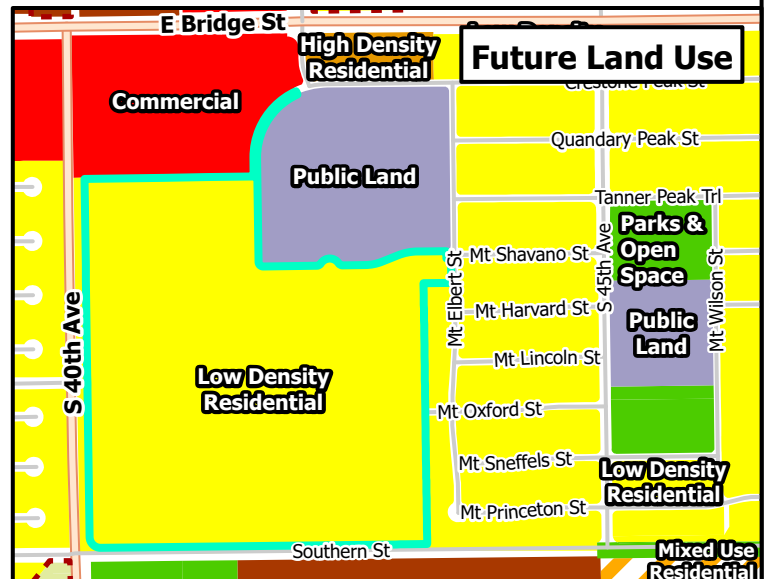 E Bridge St
High Density
Residential
Future Land Use
Commercial
Crestone Peak St
Quandary Peak St
Public Land
Tanner Peak Trl
Parks &
Open
Space
Mt Shavano St
S 45th Ave
Mt Wilson St
Mt Elbert St
Mt Harvard St
Public
Land
S 40th Ave
Mt Lincoln St
Low Density
Residential
Mt Oxford St
Mt Sneffels St
Low Density
Residential
Mt Princeton St
Southern St
Mixed Use
Residential